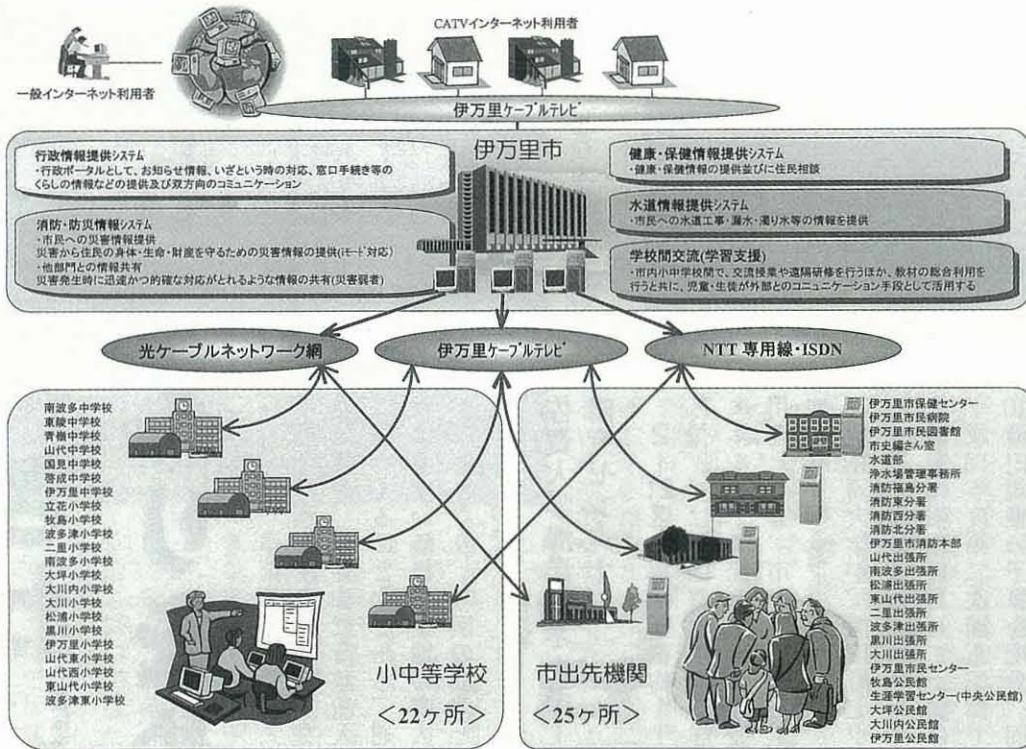 CATVインターネット利用者
一般インターネット利用者
伊万里ケーブルテレビ
伊万里市
行政情報提供システム
・行政ポータルとして、お知らせ情報、いざという時の対応、窓口手続き等の
くらしの情報などの提供及び双方向のコミュニケーション
消防・防災情報システム
・市民への災害情報提供
災害から住民の身体・生命・財産を守るための災害情報の提供(iモード対応)
・他部門との情報共有
災害発生時に迅速かつ的確な対応がとれるような情報の共有(災害弱者)
健康・保健情報提供システム
・健康・保健情報の提供並びに住民相談
水道情報提供システム
・市民への水道工事・漏水・濁り水等の情報を提供
学校間交流(学習支援)
・市内小中学校間で、交流授業や遠隔研修を行うほか、教材の総合利用を
行うと共に、児童・生徒が外部とのコニュニケーション手段として活用する
光ケーブルネットワーク網
伊万里ケーブルテレビ
NTT 専用線・ISDN
南波多中学校
東陵中学校
青嶺中学校
山代中学校
国見中学校
啓成中学校
伊万里中学校
立花小学校
牧島小学校
波多津小学校
二里小学校
南波多小学校
大坪小学校
大川内小学校
大川小学校
松浦小学校
黒川小学校
伊万里小学校
山代東小学校
山代西小学校
東山代小学校
波多津東小学校
小中等学校
<22ヶ所>
市出先機関
<25ヶ所>
伊万里市保健センター
伊万里市民病院
伊万里市民図書館
市史編さん室
水道部
浄水場管理事務所
消防福島分署
消防東分署
消防西分署
消防北分署
伊万里市消防本部
山代出張所
南波多出張所
松浦出張所
東山代出張所
二里出張所
波多津出張所
黒川出張所
大川出張所
伊万里市民センター
牧島公民館
生涯学習センター(中央公民館)
大坪公民館
大川内公民館
伊万里公民館